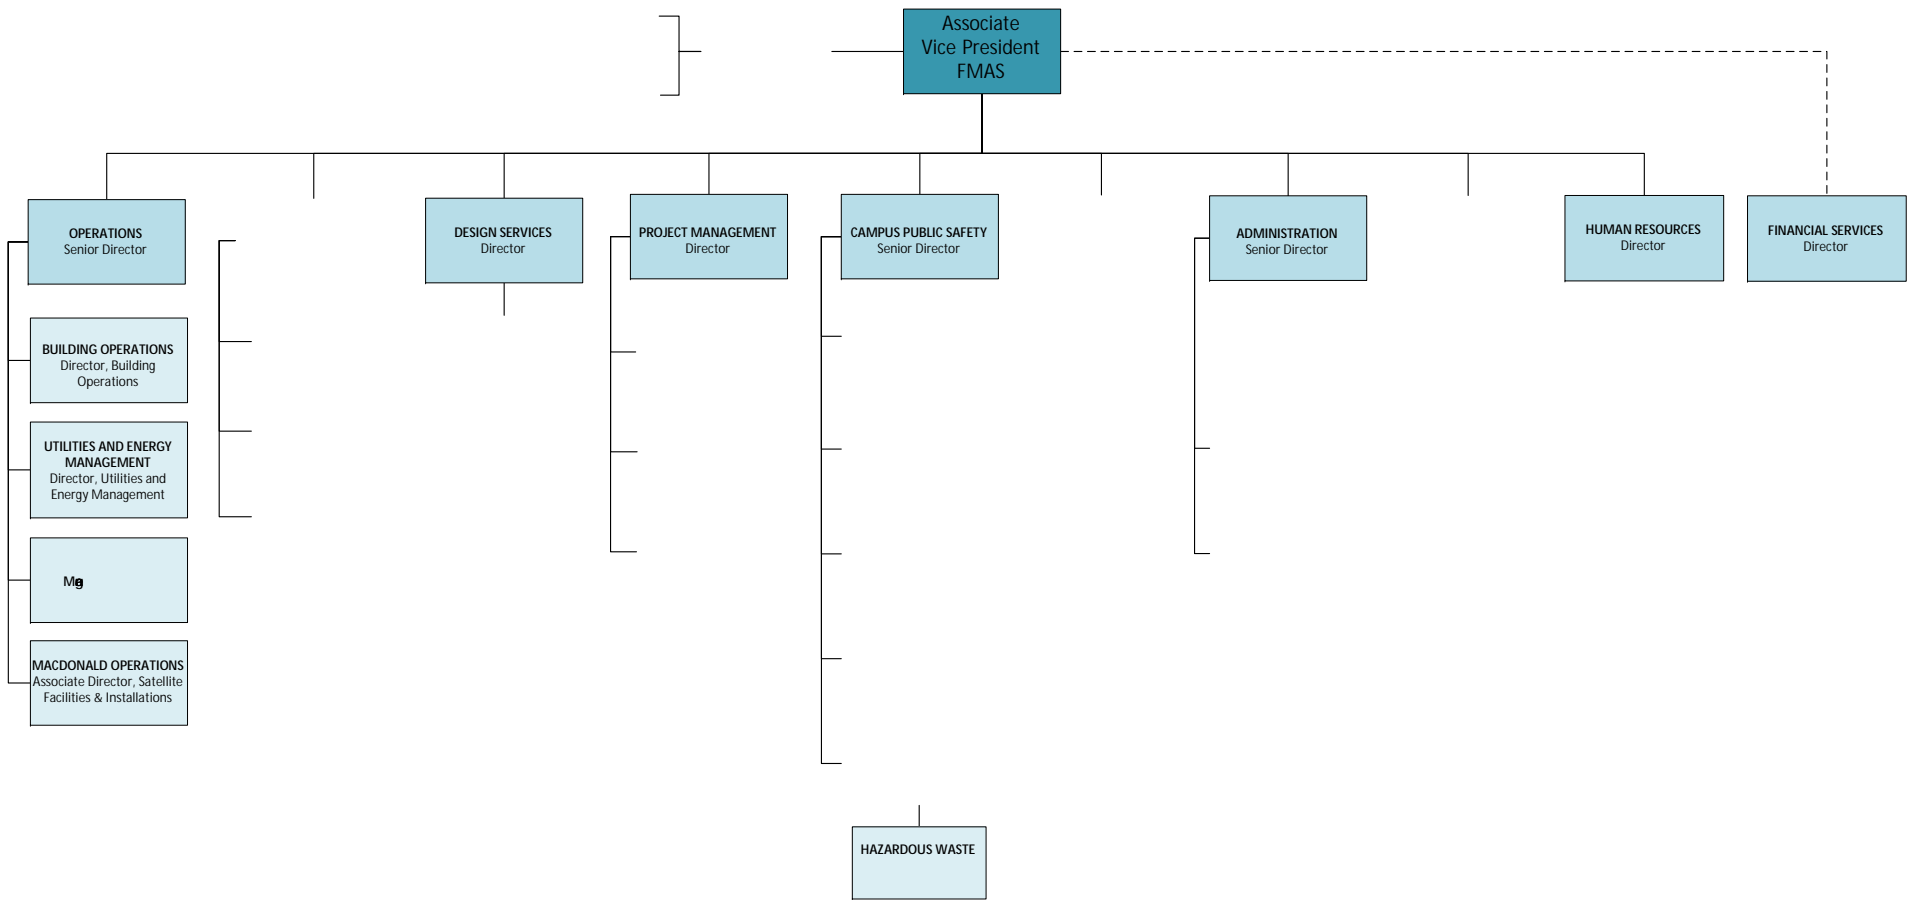 Associate
Vice President
FMAS
OPERATIONS
Senior Director
DESIGN SERVICES
Director
PROJECT MANAGEMENT
Director
CAMPUS PUBLIC SAFETY
Senior Director
ADMINISTRATION
Senior Director
HUMAN RESOURCES
Director
FINANCIAL SERVICES
Director
BUILDING OPERATIONS
Director, Building
Operations
UTILITIES AND ENERGY
MANAGEMENT
Director, Utilities and
Energy Management
MACDONALD OPERATIONS
Associate Director, Satellite
Facilities & Installations
HAZARDOUS WASTE